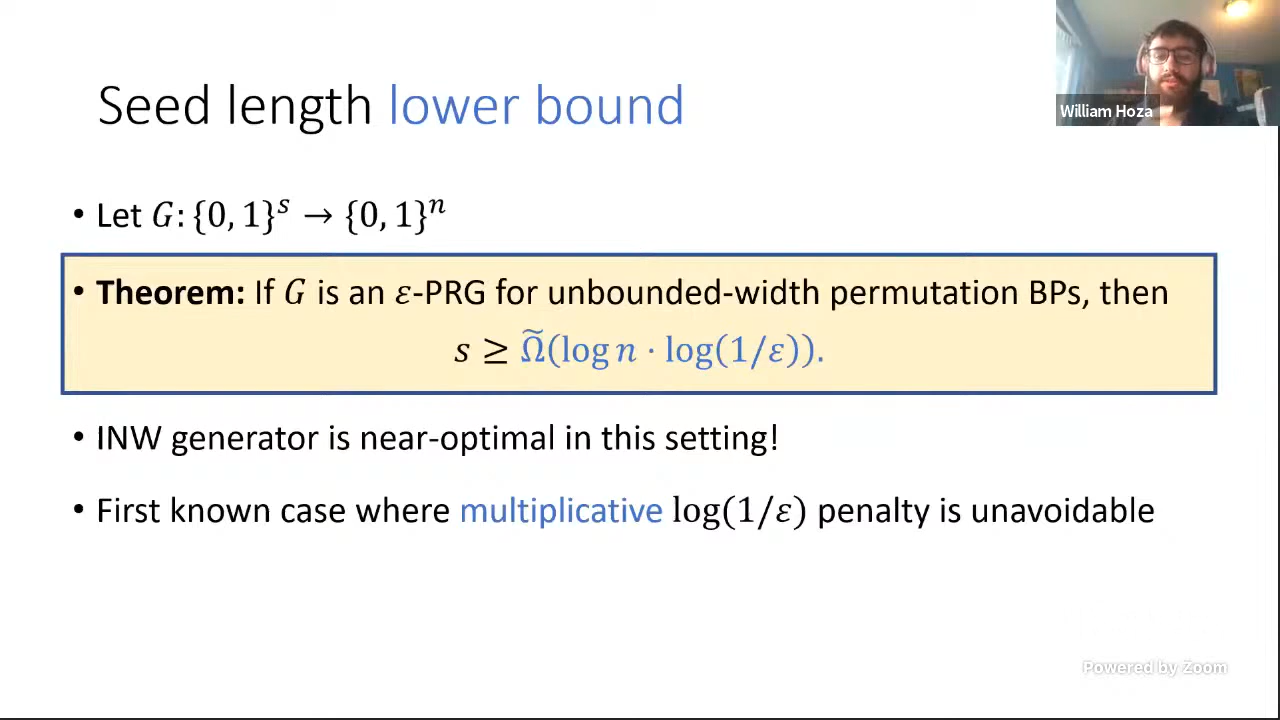 William Hoza
Seed length lower bound
• Let 𝐺: {0, 1}ˢ → {0, 1}ⁿ
• Theorem: If 𝐺 is an 𝜀-PRG for unbounded-width permutation BPs, then
𝑠 ≥ Ω̃(log 𝑛 · log(1/𝜀)).
• INW generator is near-optimal in this setting!
• First known case where multiplicative log(1/𝜀) penalty is unavoidable
Powered by Zoom